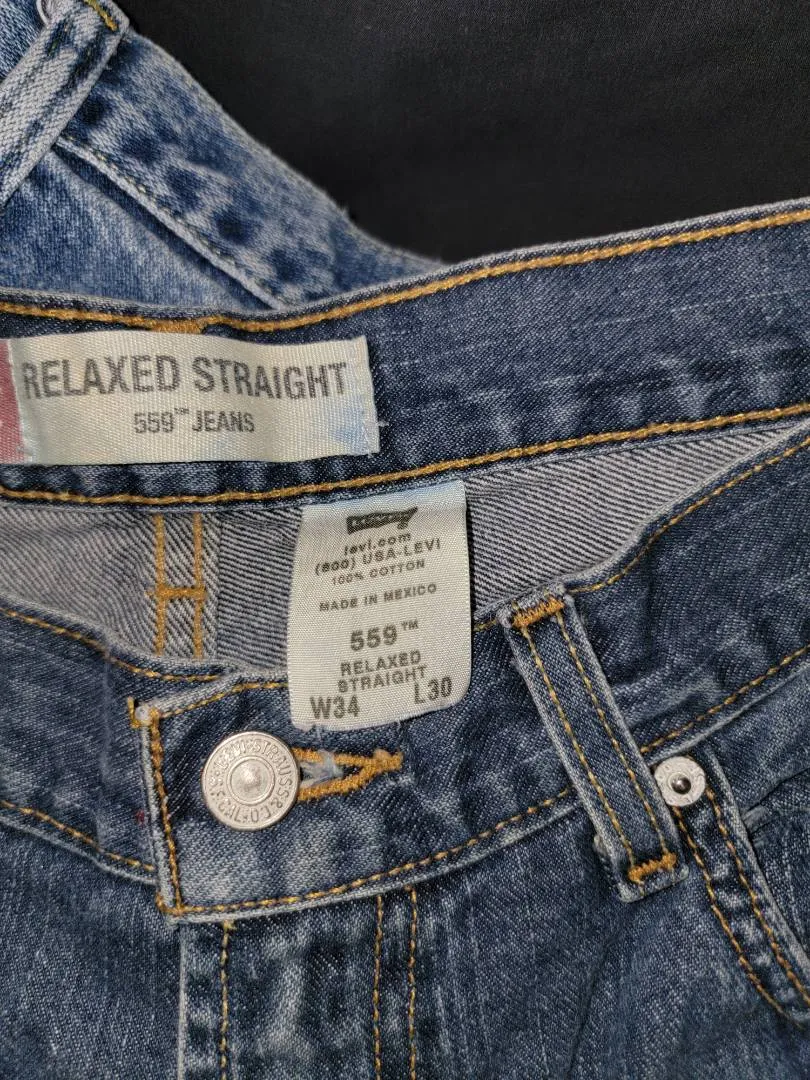 RELAXED STRAIGHT
559™ JEANS
levi.com
(800) USA-LEVI
100% COTTON
MADE IN MEXICO
559™
RELAXED
STRAIGHT
W34 L30